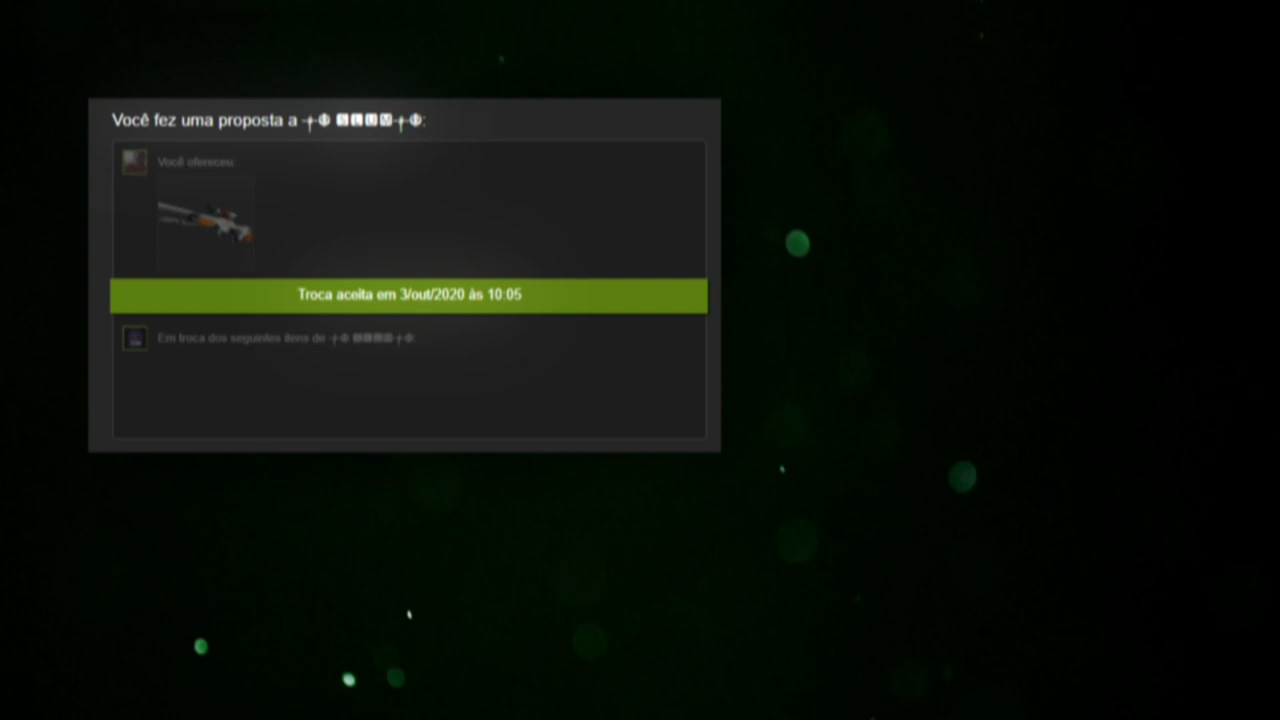 Você fez uma proposta a ⸸⦶ 🆂🅻🆄🅼⸸⦶:
Você ofereceu:
Troca aceita em 3/out/2020 às 10:05
Em troca dos seguintes itens de ⸸⦶ 🆂🅻🆄🅼⸸⦶: